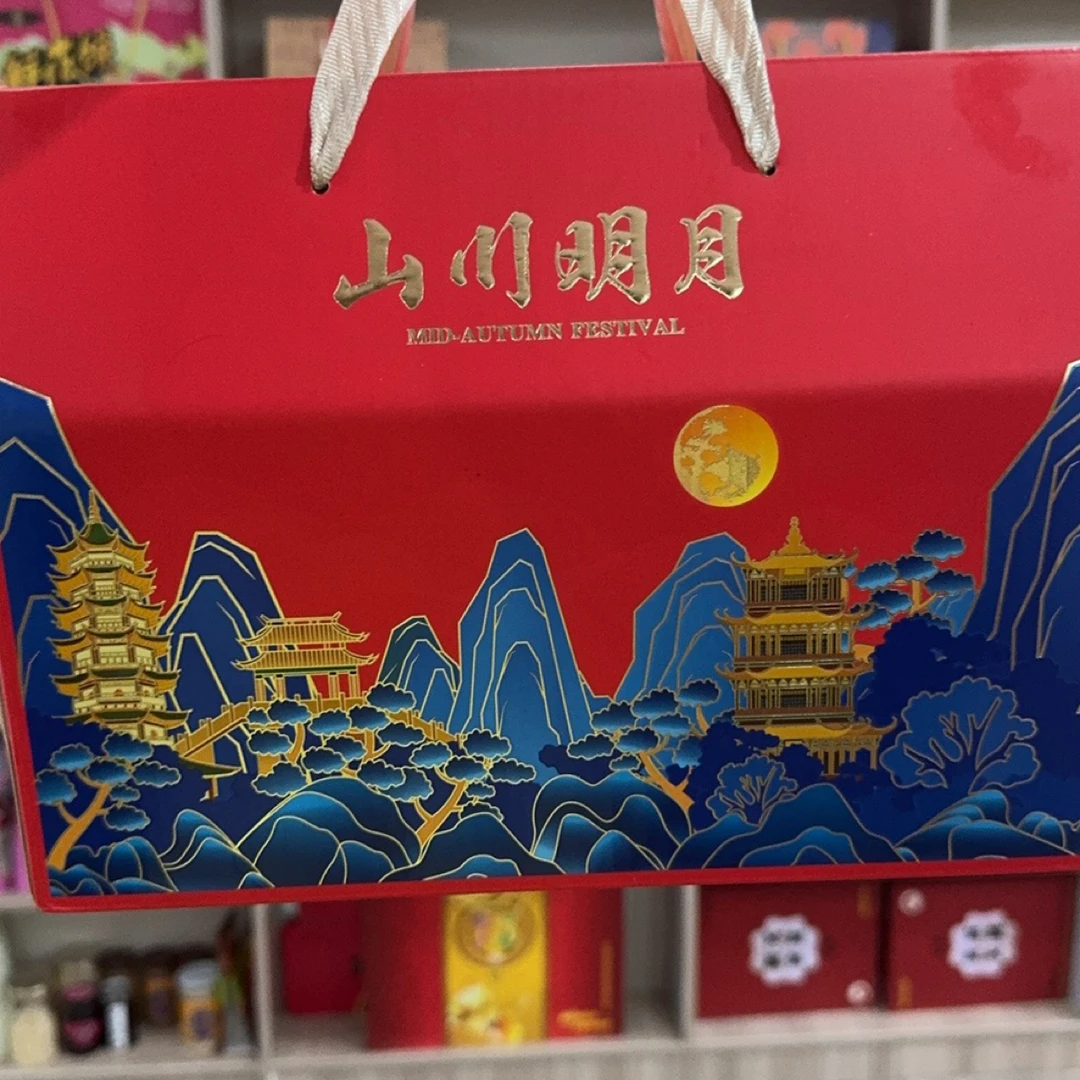 山川明月
MID-AUTUMN FESTIVAL